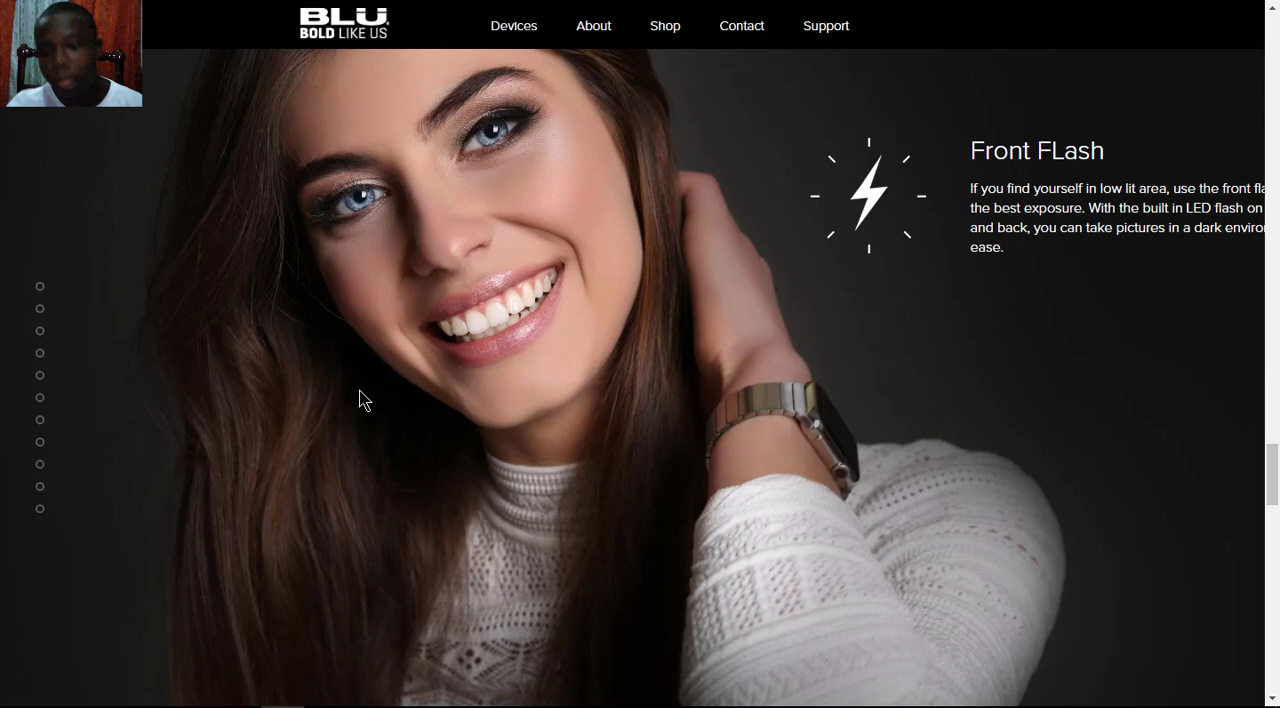 BLU
BOLD LIKE US
Devices
About
Shop
Contact
Support
Front FLash
If you find yourself in low lit area, use the front
the best exposure. With the built in LED flash on
and back, you can take pictures in a dark
ease.